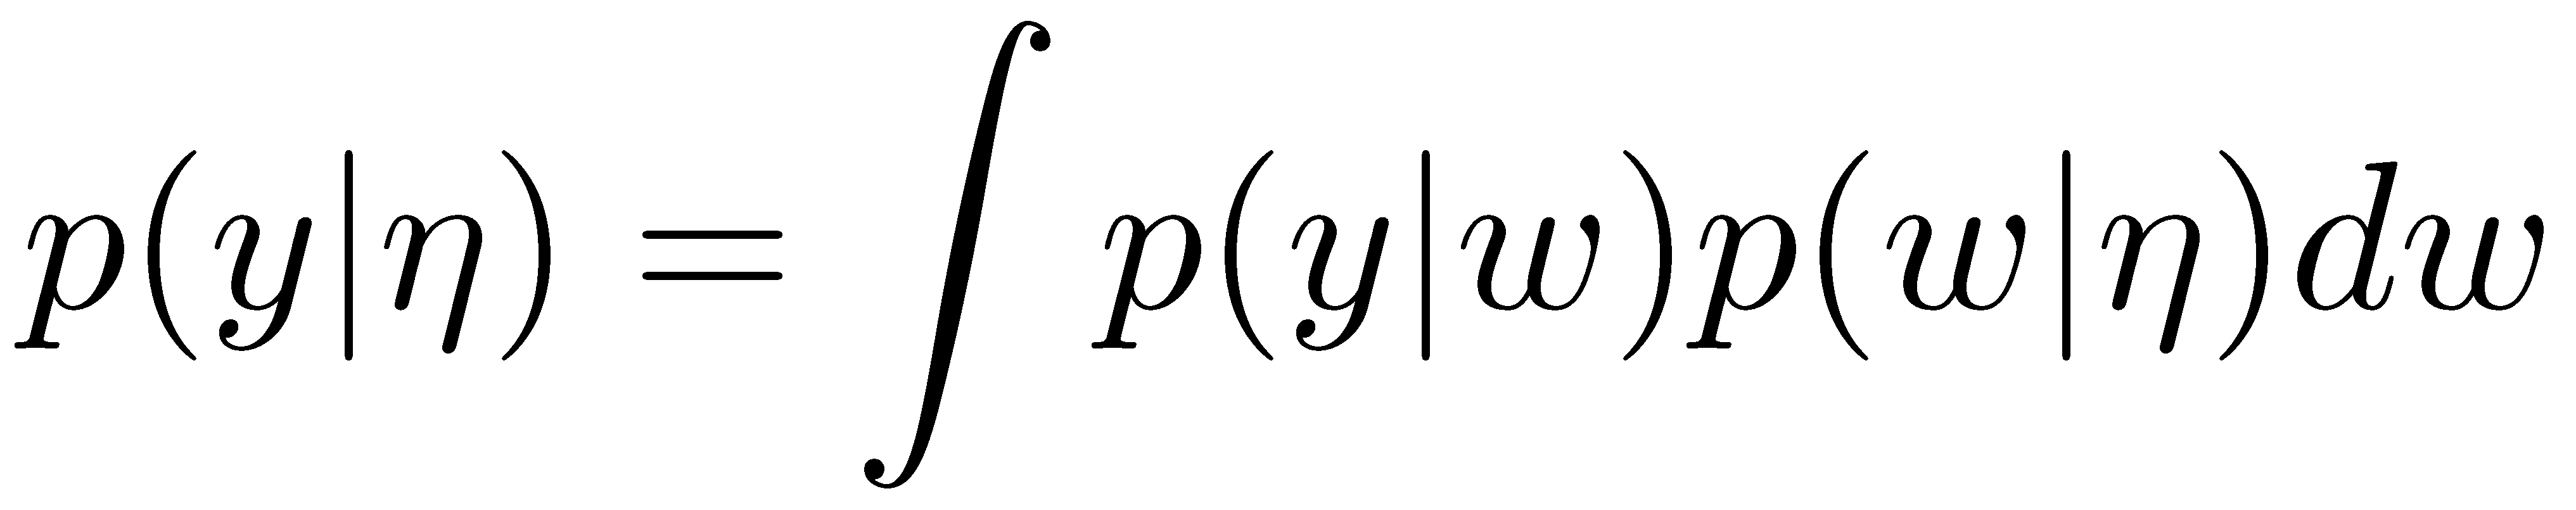 p(y|η) = ∫ p(y|w)p(w|η)dw